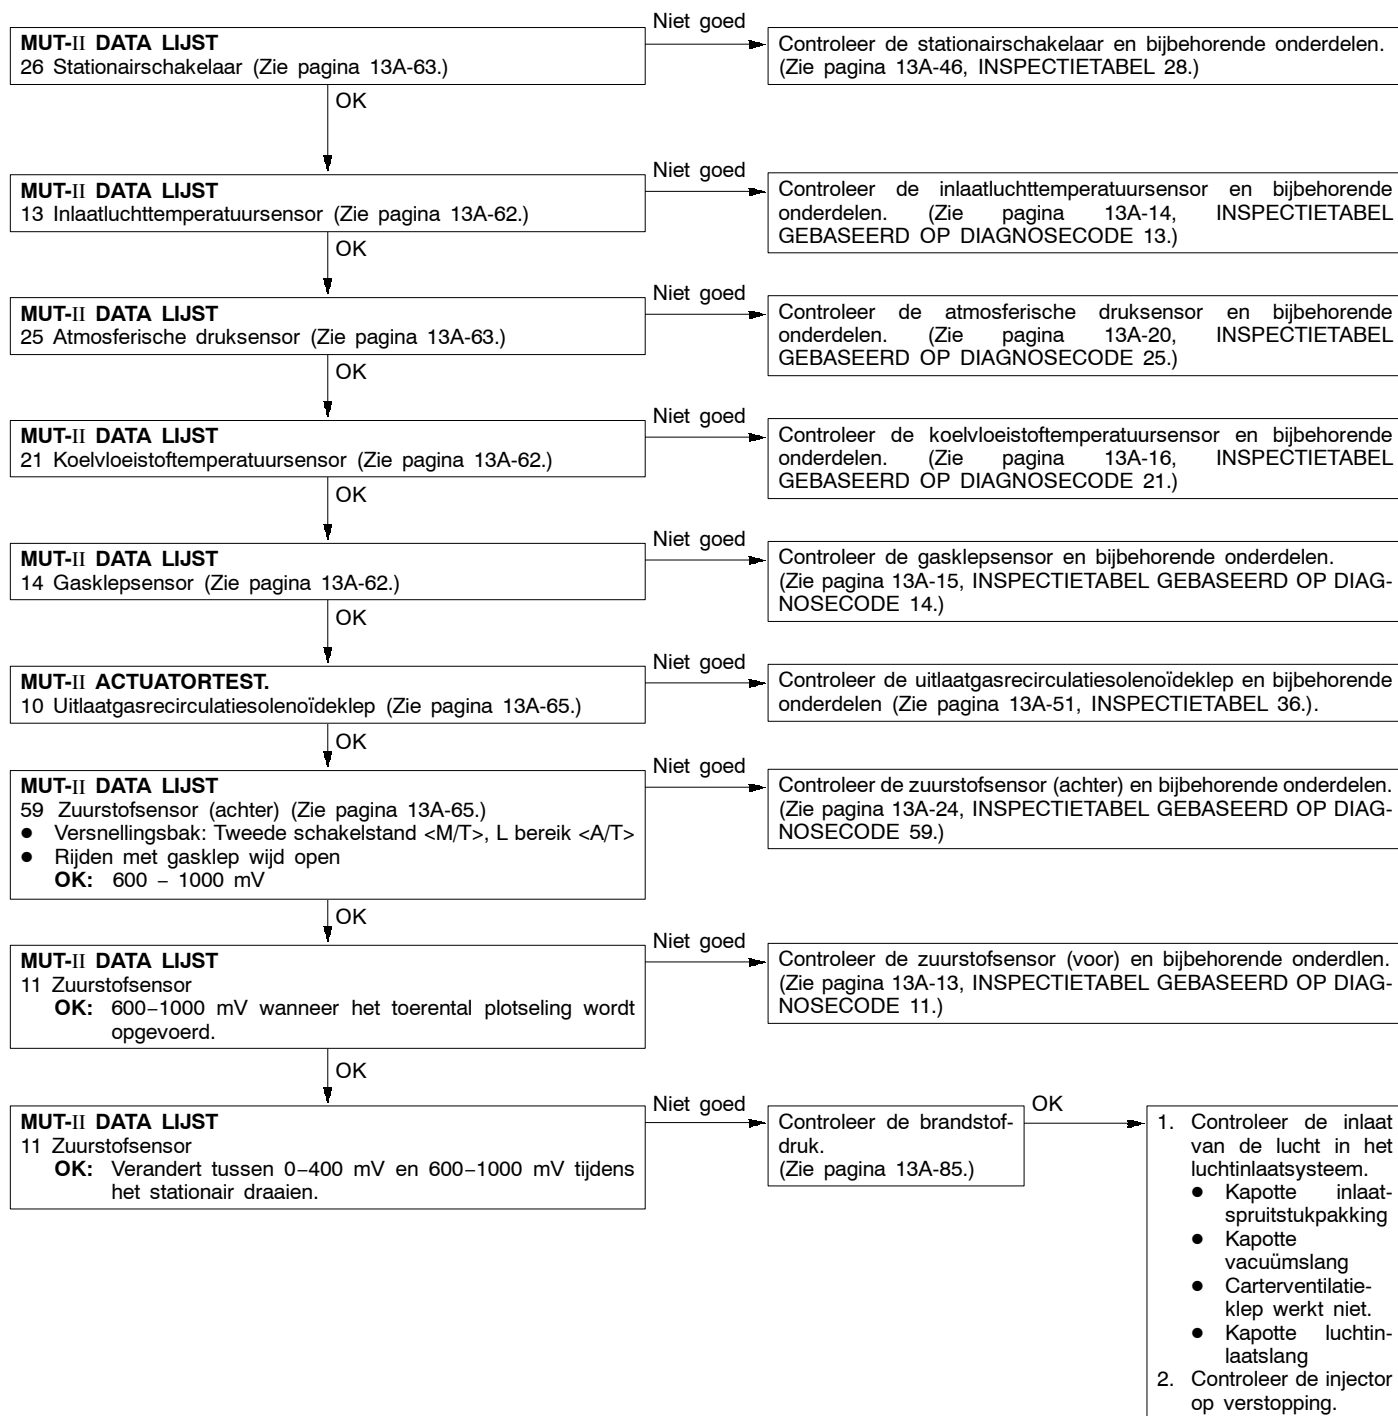 MUT-II DATA LIJST
26 Stationairschakelaar (Zie pagina 13A-63.)
Niet goed
Controleer de stationairschakelaar en bijbehorende onderdelen.
(Zie pagina 13A-46, INSPECTIETABEL 28.)
OK
MUT-II DATA LIJST
13 Inlaatluchttemperatuursensor (Zie pagina 13A-62.)
Niet goed
Controleer de inlaatluchttemperatuursensor en bijbehorende
onderdelen. (Zie pagina 13A-14, INSPECTIETABEL
GEBASEERD OP DIAGNOSECODE 13.)
OK
MUT-II DATA LIJST
25 Atmosferische druksensor (Zie pagina 13A-63.)
Niet goed
Controleer de atmosferische druksensor en bijbehorende
onderdelen. (Zie pagina 13A-20, INSPECTIETABEL
GEBASEERD OP DIAGNOSECODE 25.)
OK
MUT-II DATA LIJST
21 Koelvloeistoftemperatuursensor (Zie pagina 13A-62.)
Niet goed
Controleer de koelvloeistoftemperatuursensor en bijbehorende
onderdelen. (Zie pagina 13A-16, INSPECTIETABEL
GEBASEERD OP DIAGNOSECODE 21.)
OK
MUT-II DATA LIJST
14 Gasklepsensor (Zie pagina 13A-62.)
Niet goed
Controleer de gasklepsensor en bijbehorende onderdelen.
(Zie pagina 13A-15, INSPECTIETABEL GEBASEERD OP DIAG-
NOSECODE 14.)
OK
MUT-II ACTUATORTEST.
10 Uitlaatgasrecirculatiesolenoïdeklep (Zie pagina 13A-65.)
Niet goed
Controleer de uitlaatgasrecirculatiesolenoïdeklep en bijbehorende
onderdelen (Zie pagina 13A-51, INSPECTIETABEL 36.).
OK
MUT-II DATA LIJST
59 Zuurstofsensor (achter) (Zie pagina 13A-65.)
● Versnellingsbak: Tweede schakelstand <M/T>, L bereik <A/T>
● Rijden met gasklep wijd open
OK: 600 – 1000 mV
Niet goed
Controleer de zuurstofsensor (achter) en bijbehorende onderdelen.
(Zie pagina 13A-24, INSPECTIETABEL GEBASEERD OP DIAG-
NOSECODE 59.)
OK
MUT-II DATA LIJST
11 Zuurstofsensor
OK: 600–1000 mV wanneer het toerental plotseling wordt
opgevoerd.
Niet goed
Controleer de zuurstofsensor (voor) en bijbehorende onderdlen.
(Zie pagina 13A-13, INSPECTIETABEL GEBASEERD OP DIAG-
NOSECODE 11.)
OK
MUT-II DATA LIJST
11 Zuurstofsensor
OK: Verandert tussen 0–400 mV en 600–1000 mV tijdens
het stationair draaien.
Niet goed
Controleer de brandstof-
druk.
(Zie pagina 13A-85.)
OK
1. Controleer de inlaat
van de lucht in het
luchtinlaatsysteem.
● Kapotte inlaat-
spruitstukpakking
● Kapotte
vacuümslang
● Carterventilatie-
klep werkt niet.
● Kapotte luchtin-
laatslang
2. Controleer de injector
op verstopping.